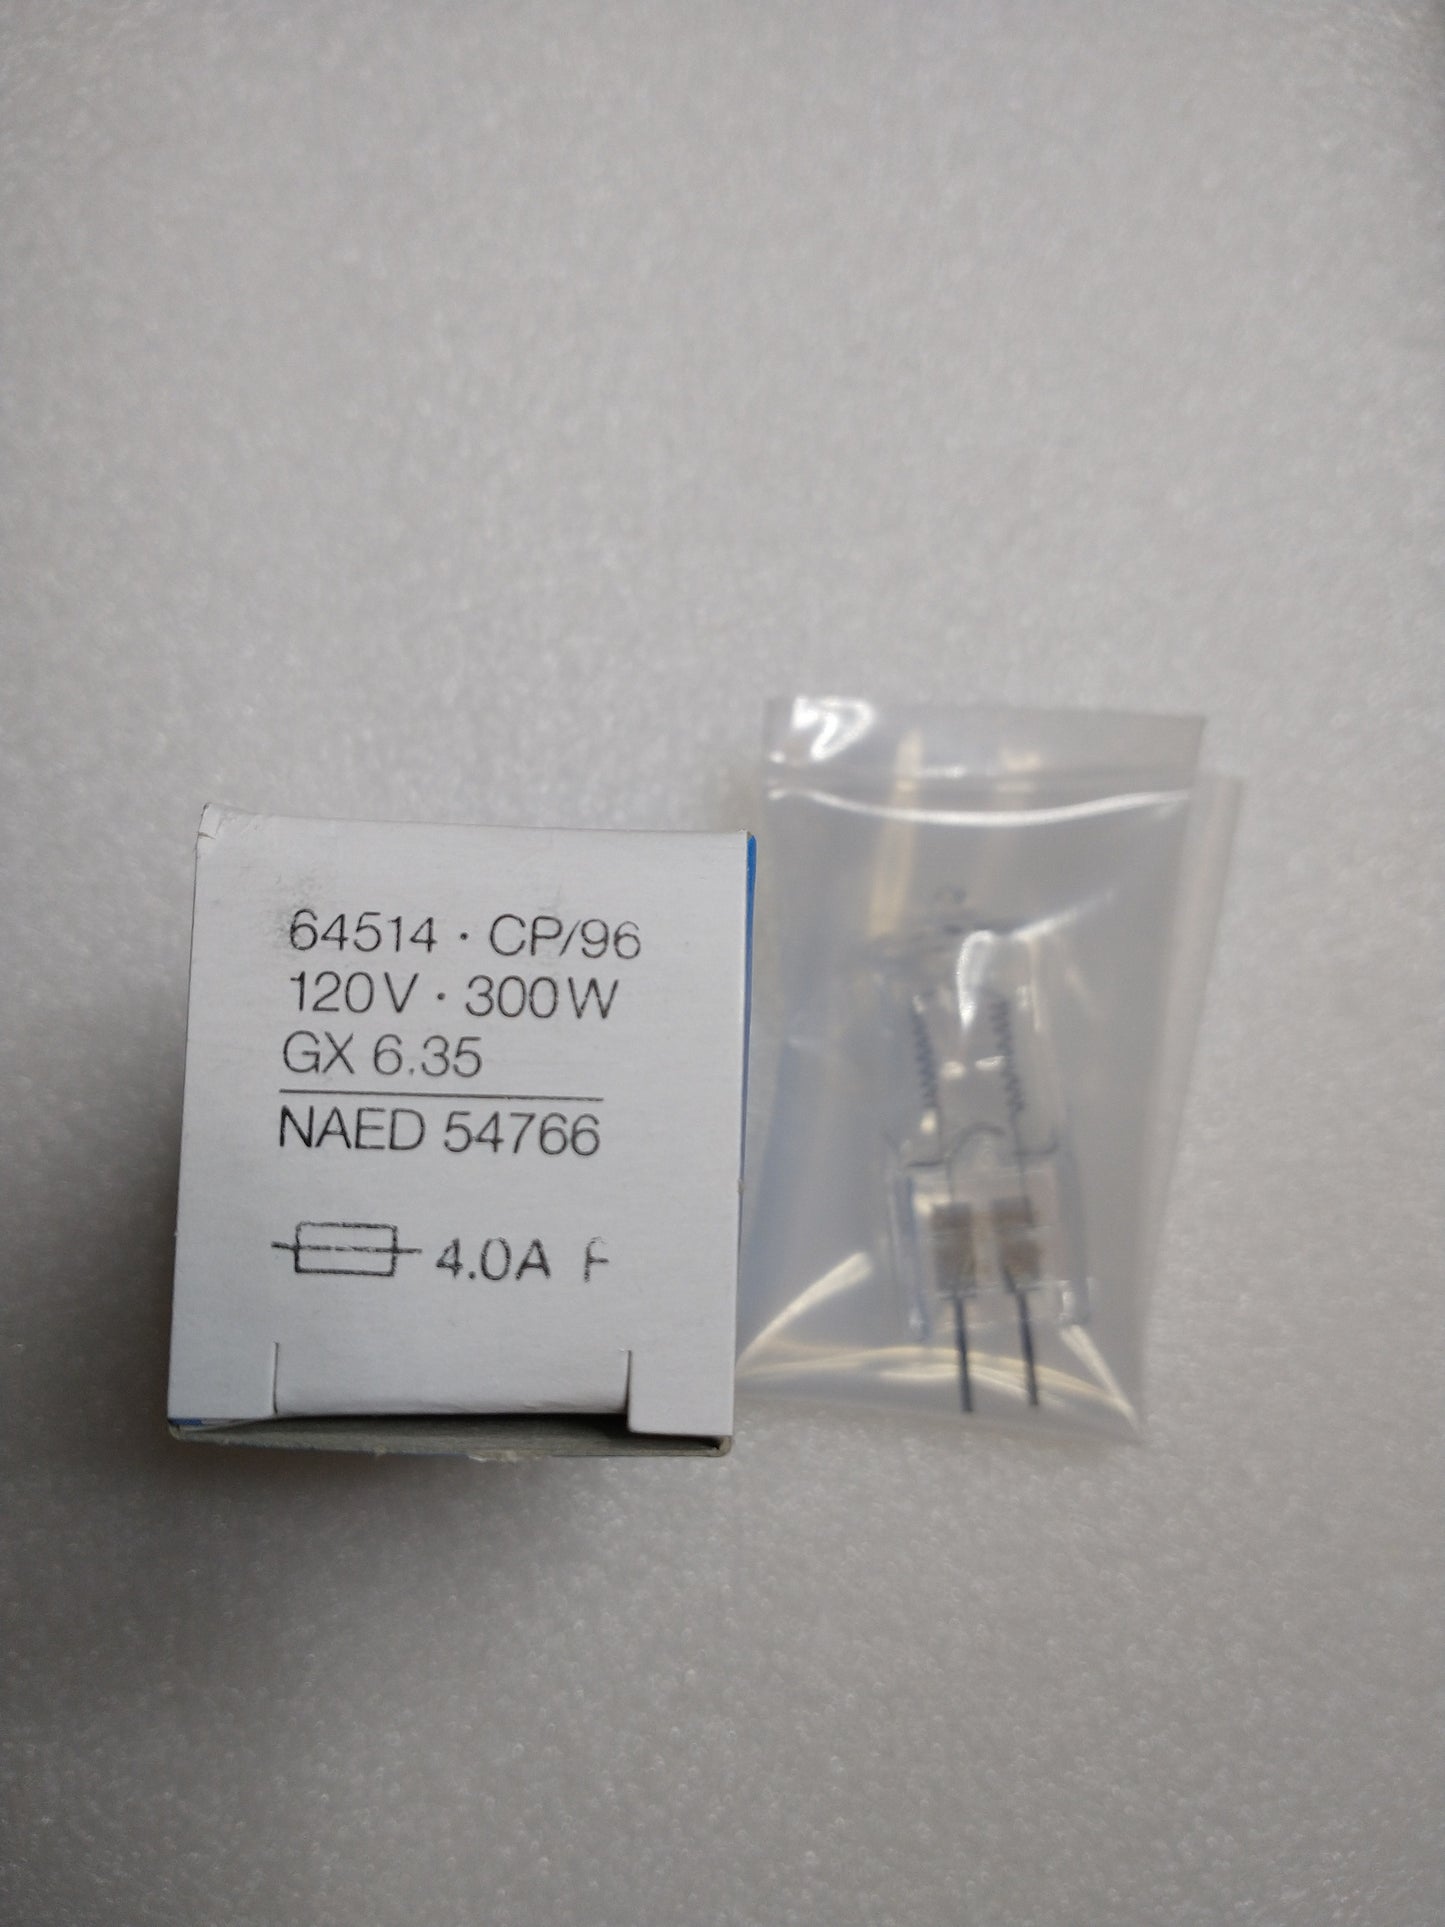 64514 · CP/96
120V · 300W
GX 6.35
NAED 54766
4.0A F